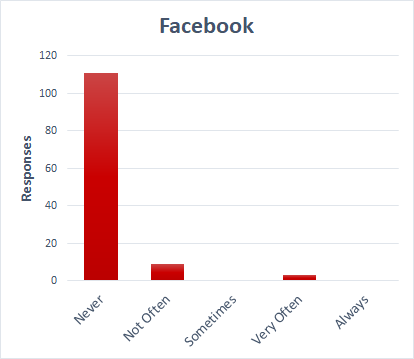 Facebook
120
100
80
60
40
20
0
Responses
Never
Not Often
Sometimes
Very Often
Always